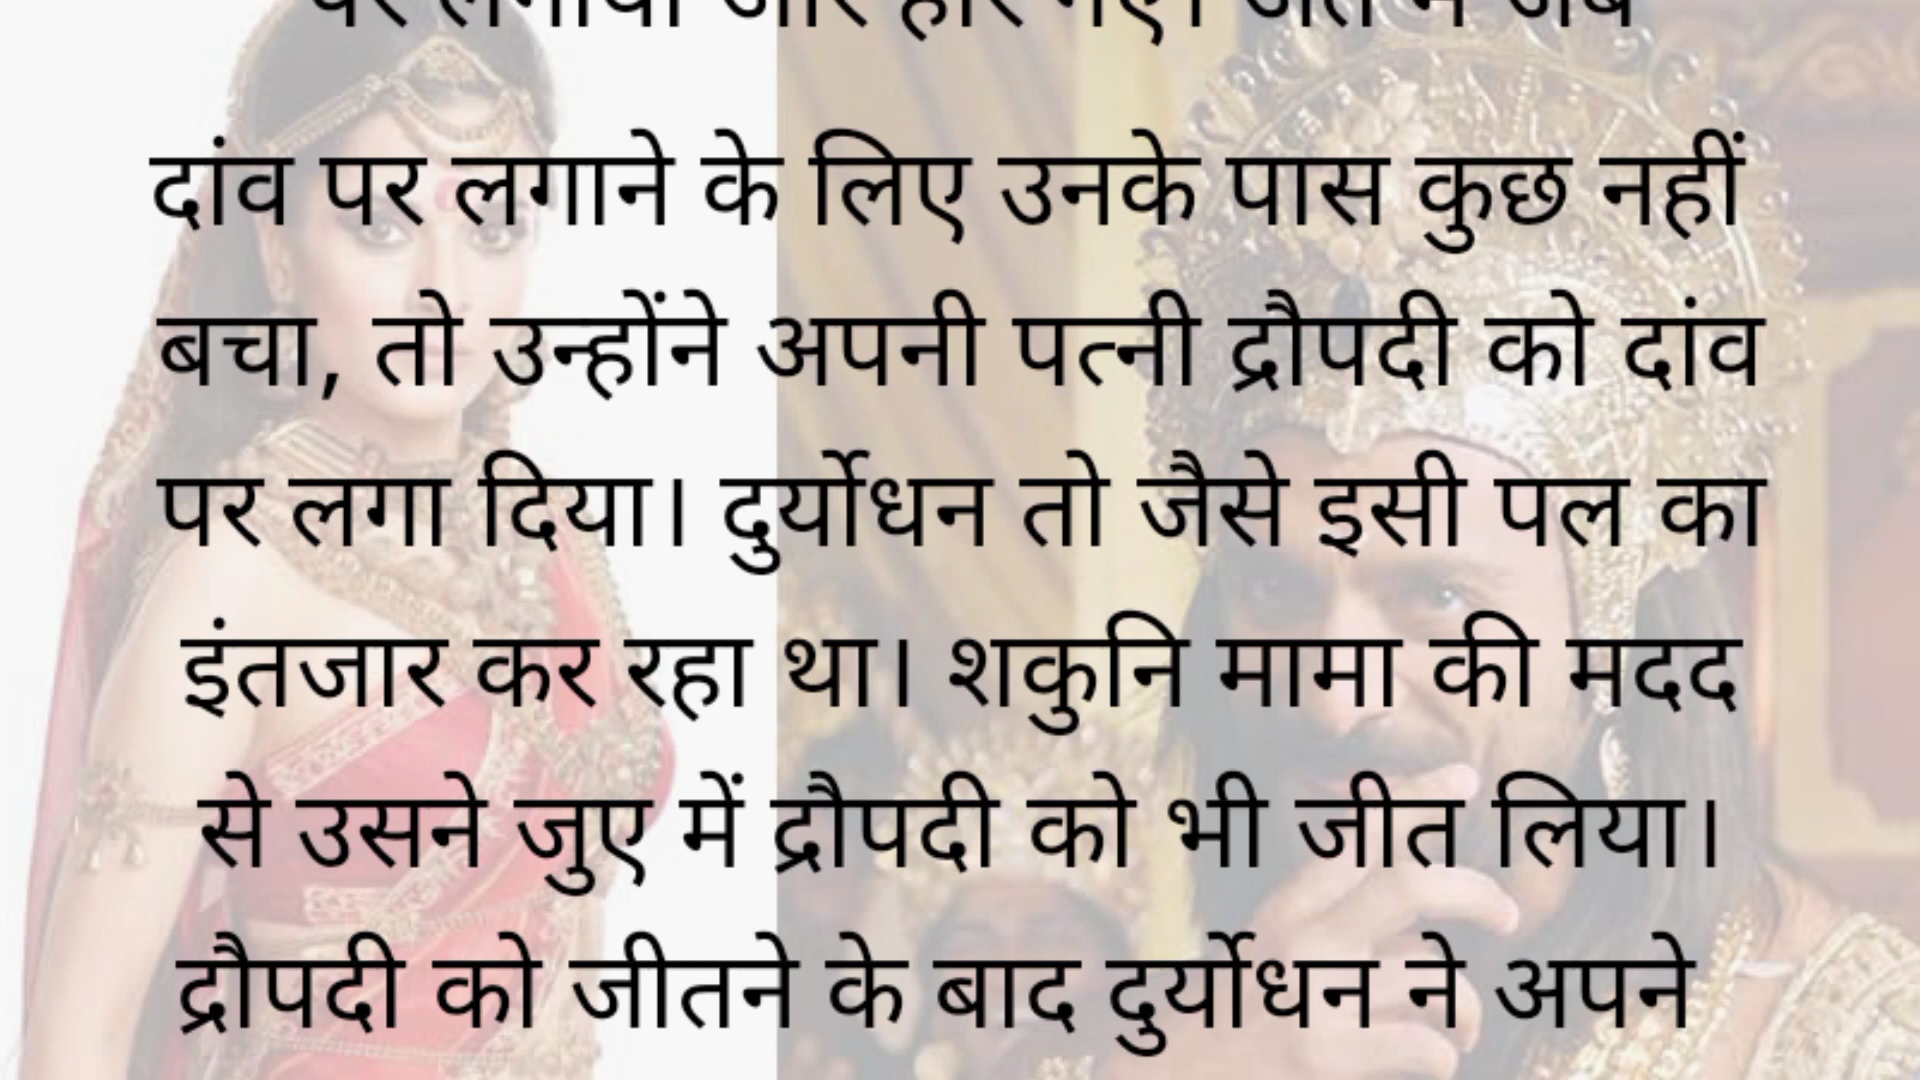 पर लगाया और हार गए। अंत में जब
दांव पर लगाने के लिए उनके पास कुछ नहीं
बचा, तो उन्होंने अपनी पत्नी द्रौपदी को दांव
पर लगा दिया। दुर्योधन तो जैसे इसी पल का
इंतजार कर रहा था। शकुनि मामा की मदद
से उसने जुए में द्रौपदी को भी जीत लिया।
द्रौपदी को जीतने के बाद दुर्योधन ने अपने